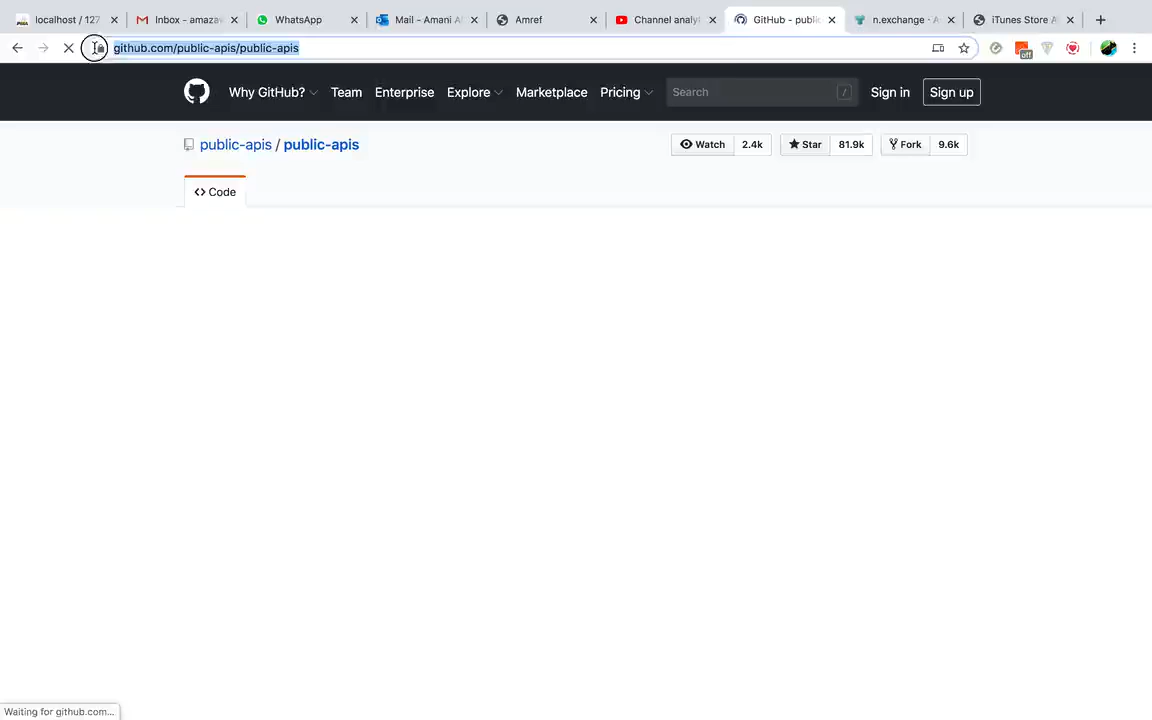 localhost / 127 Inbox - amazaw WhatsApp Mail - Amani A Amref Channel analyt GitHub - public n.exchange - A iTunes Store A
github.com/public-apis/public-apis
off
Why GitHub? Team Enterprise Explore Marketplace Pricing Search / Sign in Sign up
public-apis / public-apis Watch 2.4k Star 81.9k Fork 9.6k
<> Code
Waiting for github.com...